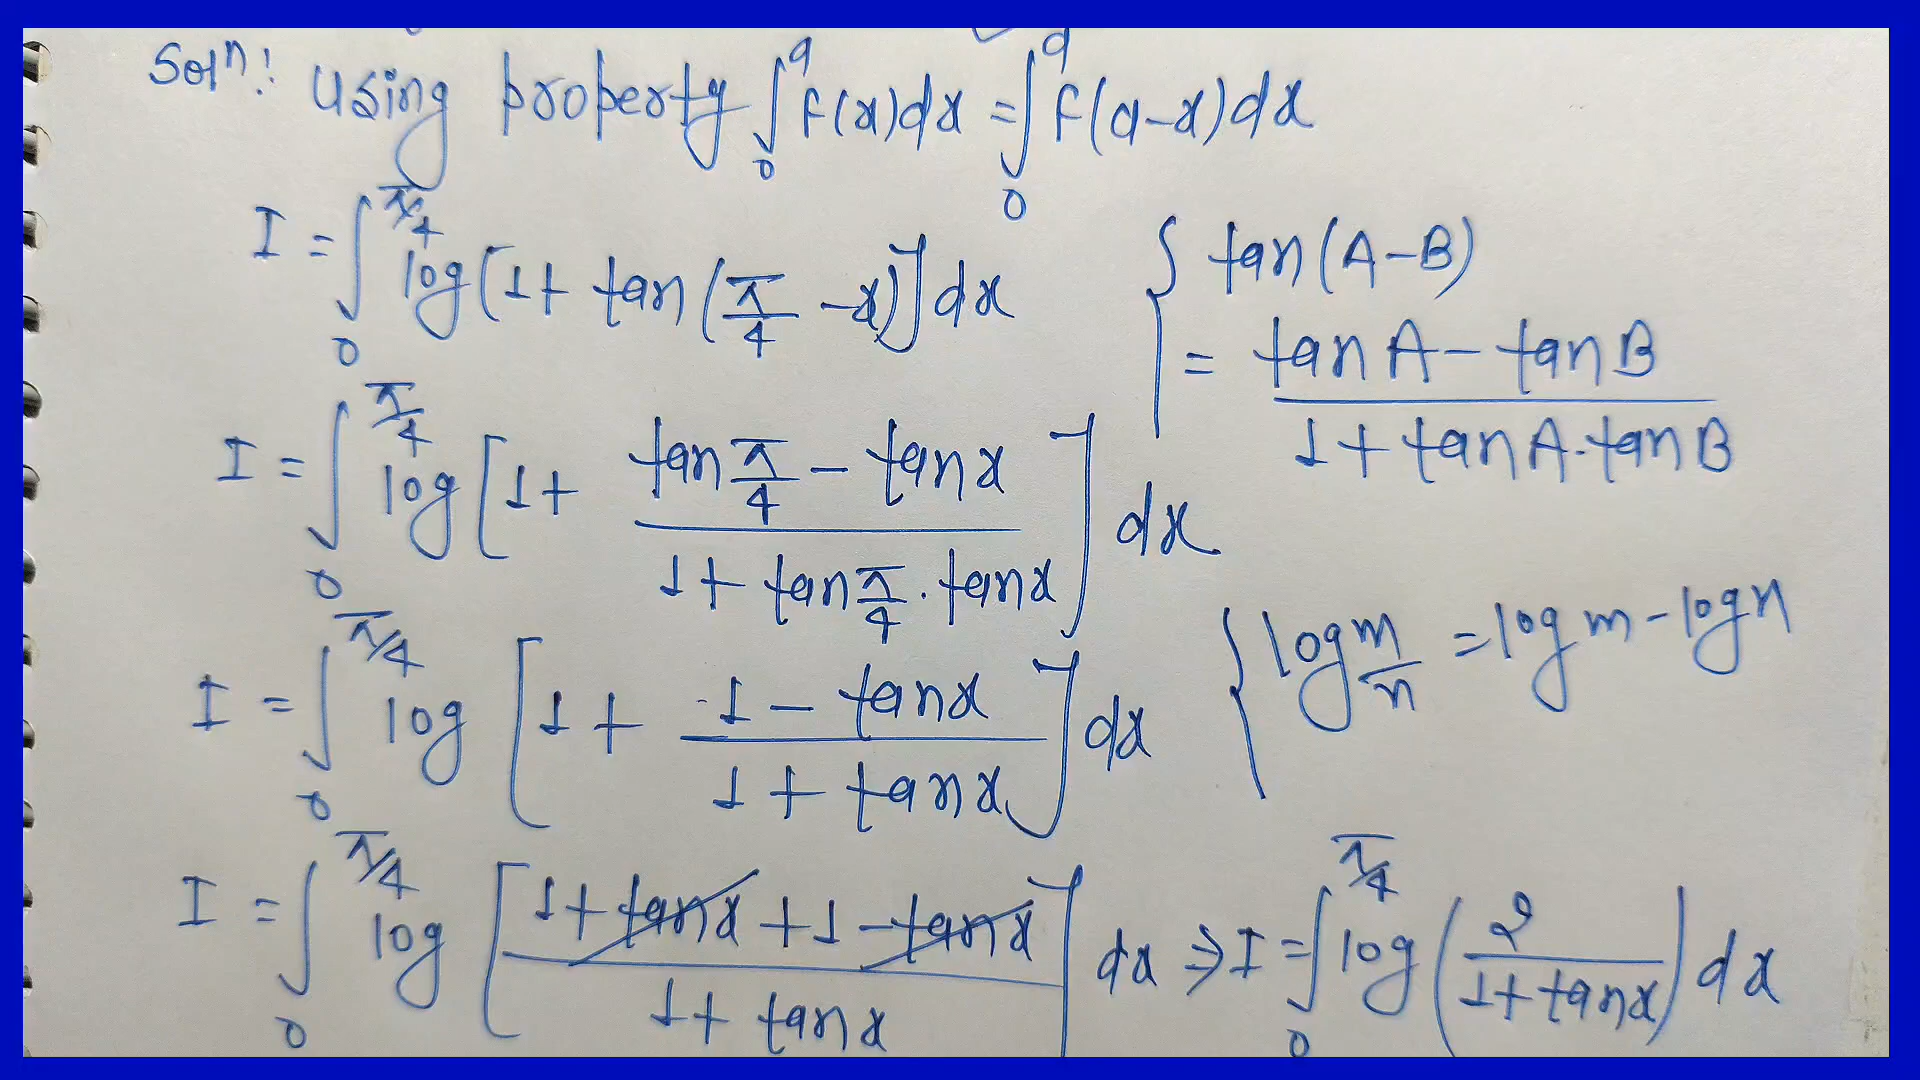 Solⁿ: Using property ∫₀ᵃ f(x)dx = ∫₀ᵃ f(a-x)dx
I = ∫₀^(π/4) log[1+ tan(π/4 -x)]dx
{ tan(A-B)
= (tanA - tanB)/(1+tanA.tanB)
I = ∫₀^(π/4) log[1+ (tan π/4 - tanx)/(1+tan π/4 . tanx)] dx
{ log m/n = log m - log n
I = ∫₀^(π/4) log [1 + (1 - tanx)/(1 + tanx)] dx
I = ∫₀^(π/4) log [(1+tanx+1-tanx)/(1+tanx)] dx ⇒ I = ∫₀^(π/4) log (2/(1+tanx)) dx